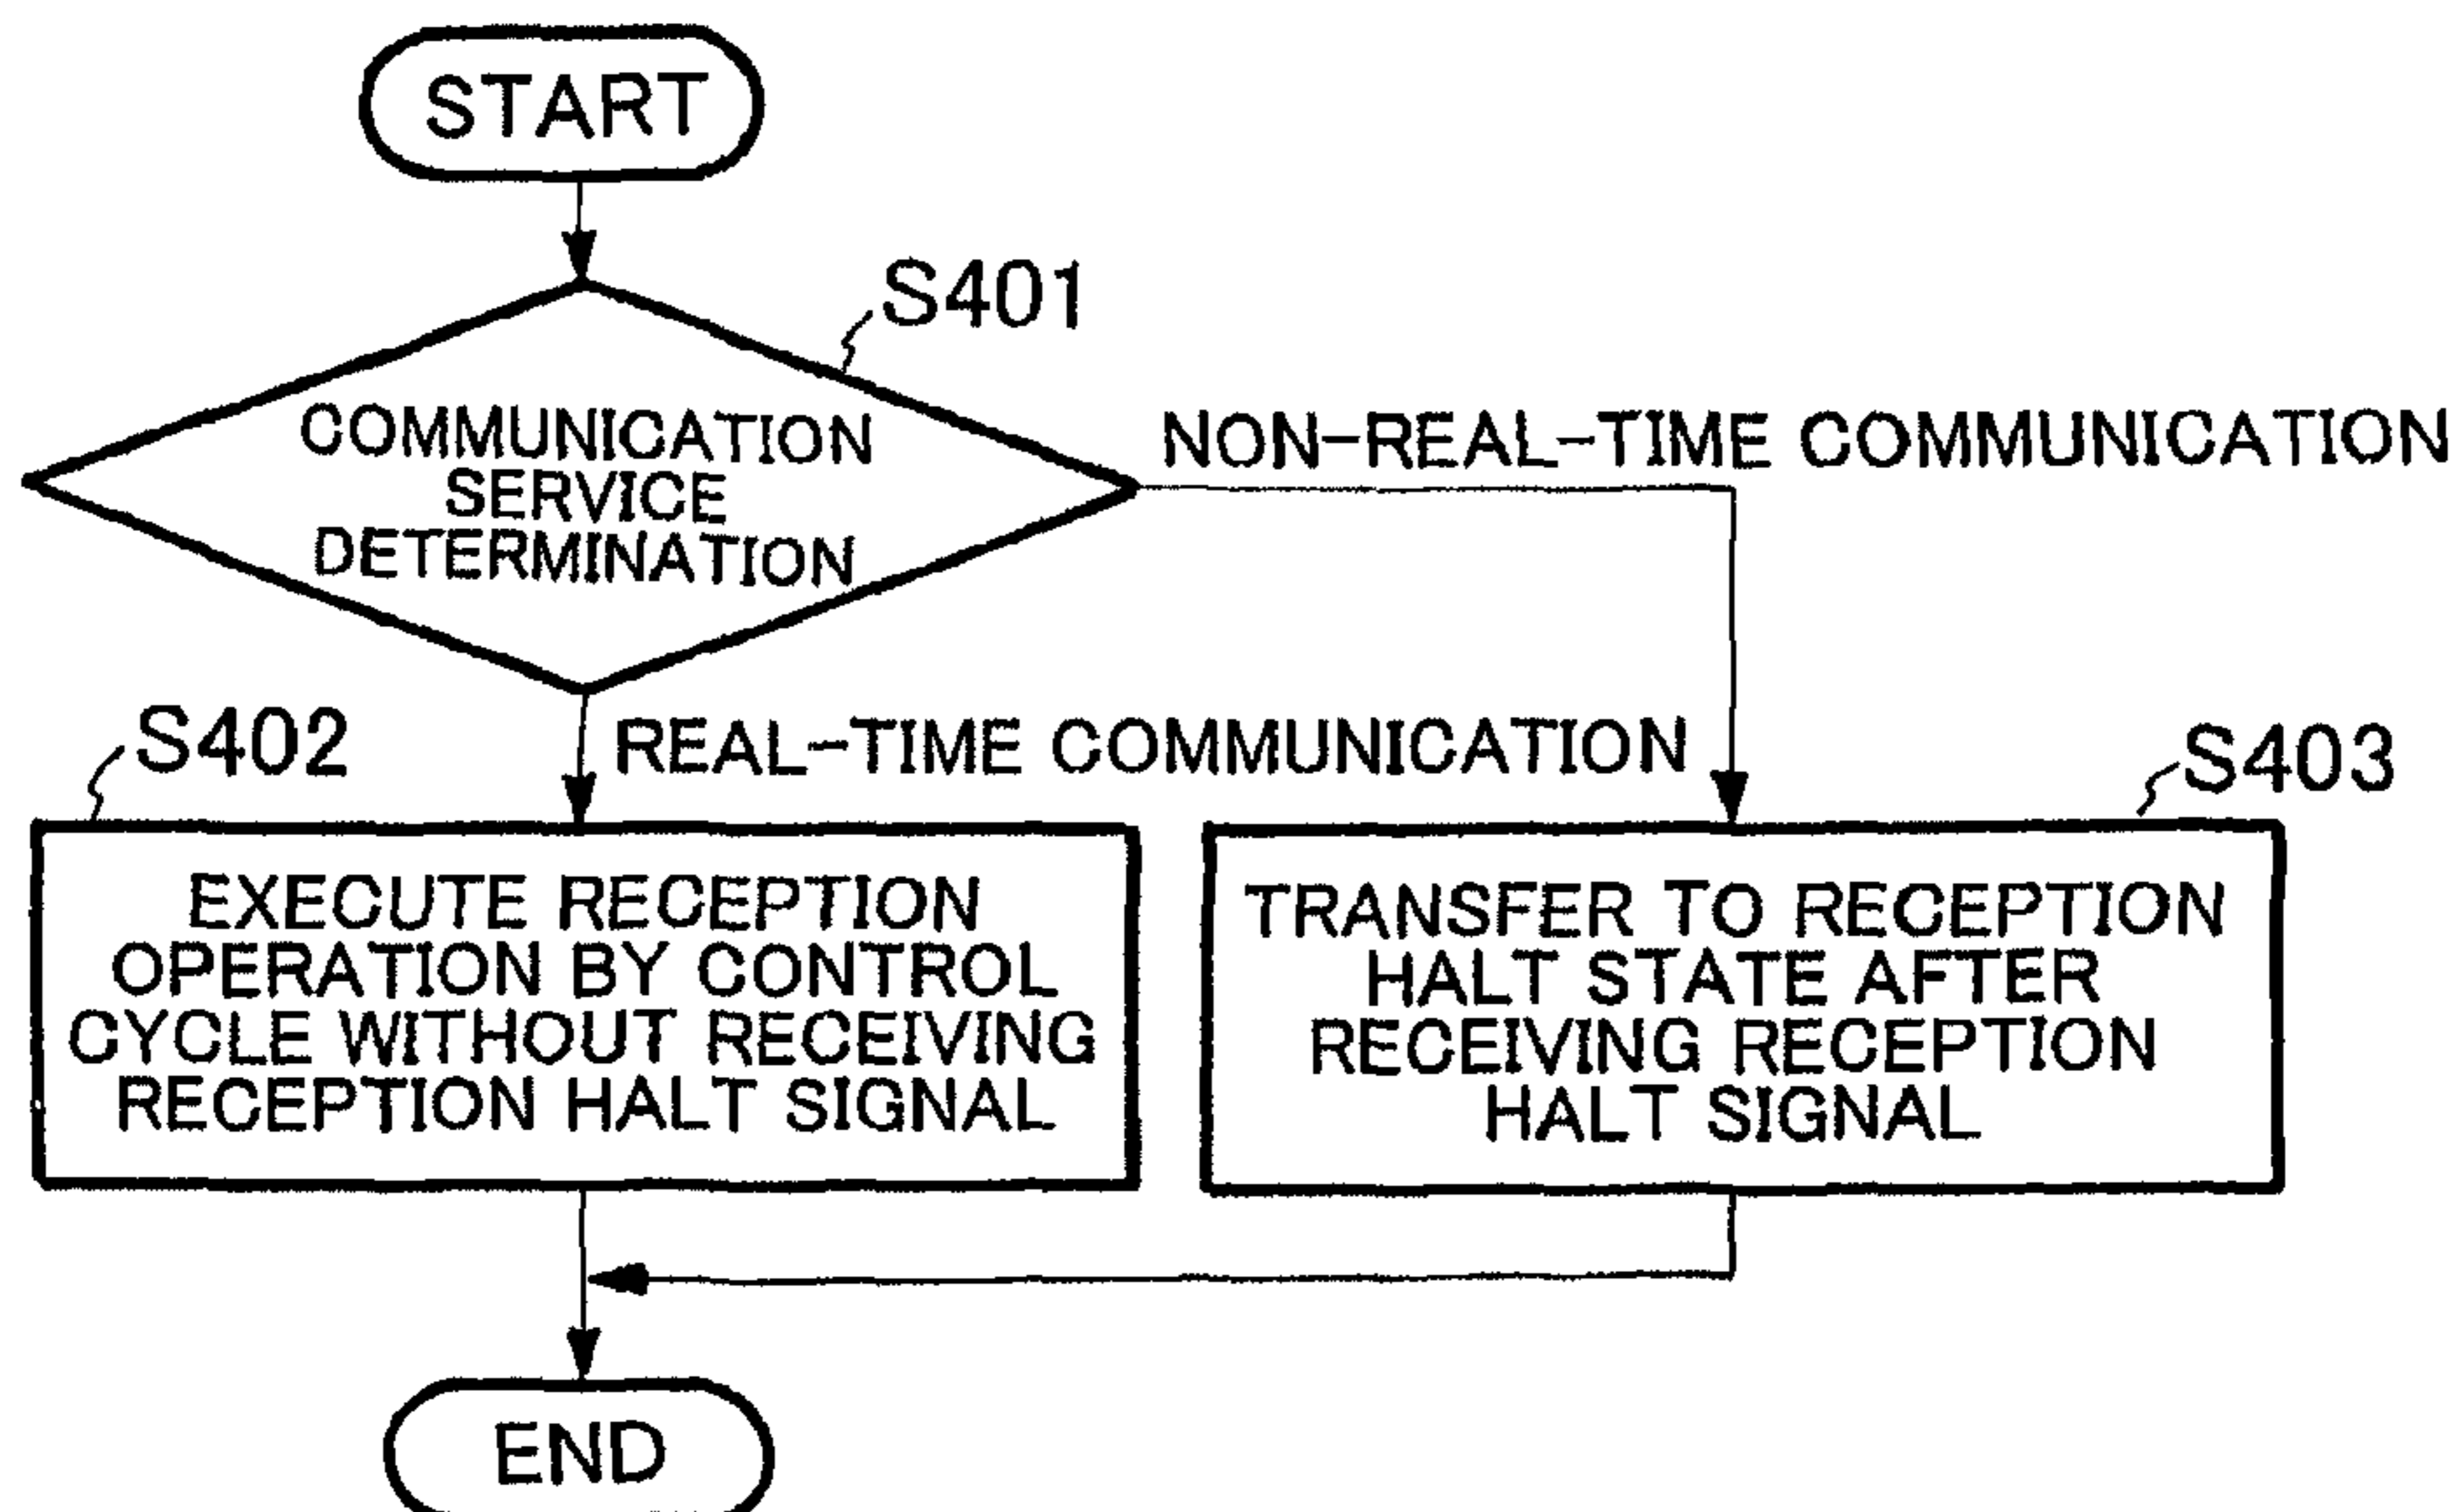 START
S401
COMMUNICATION
SERVICE
DETERMINATION
NON-REAL-TIME COMMUNICATION
S402
REAL-TIME COMMUNICATION
S403
EXECUTE RECEPTION
OPERATION BY CONTROL
CYCLE WITHOUT RECEIVING
RECEPTION HALT SIGNAL
TRANSFER TO RECEPTION
HALT STATE AFTER
RECEIVING RECEPTION
HALT SIGNAL
END